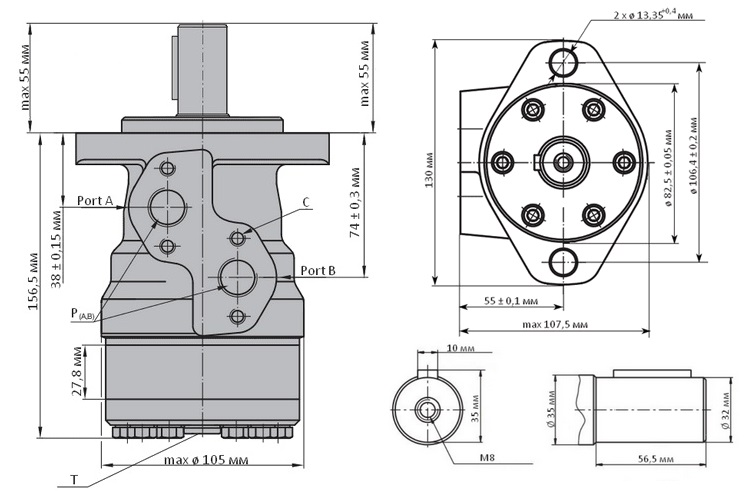 max 55 мм
max 55 мм
Port A
C
38 ± 0,15 мм
74 ± 0,3 мм
156,5 мм
Port B
P(A,B)
27,8 мм
max ø 105 мм
T
2 x ø 13,35+0,4 мм
130 мм
ø 82,5 ± 0,05 мм
ø 106,4 ± 0,2 мм
55 ± 0,1 мм
max 107,5 мм
10 мм
35 мм
M8
Ø 35 мм
Ø 32 мм
56,5 мм